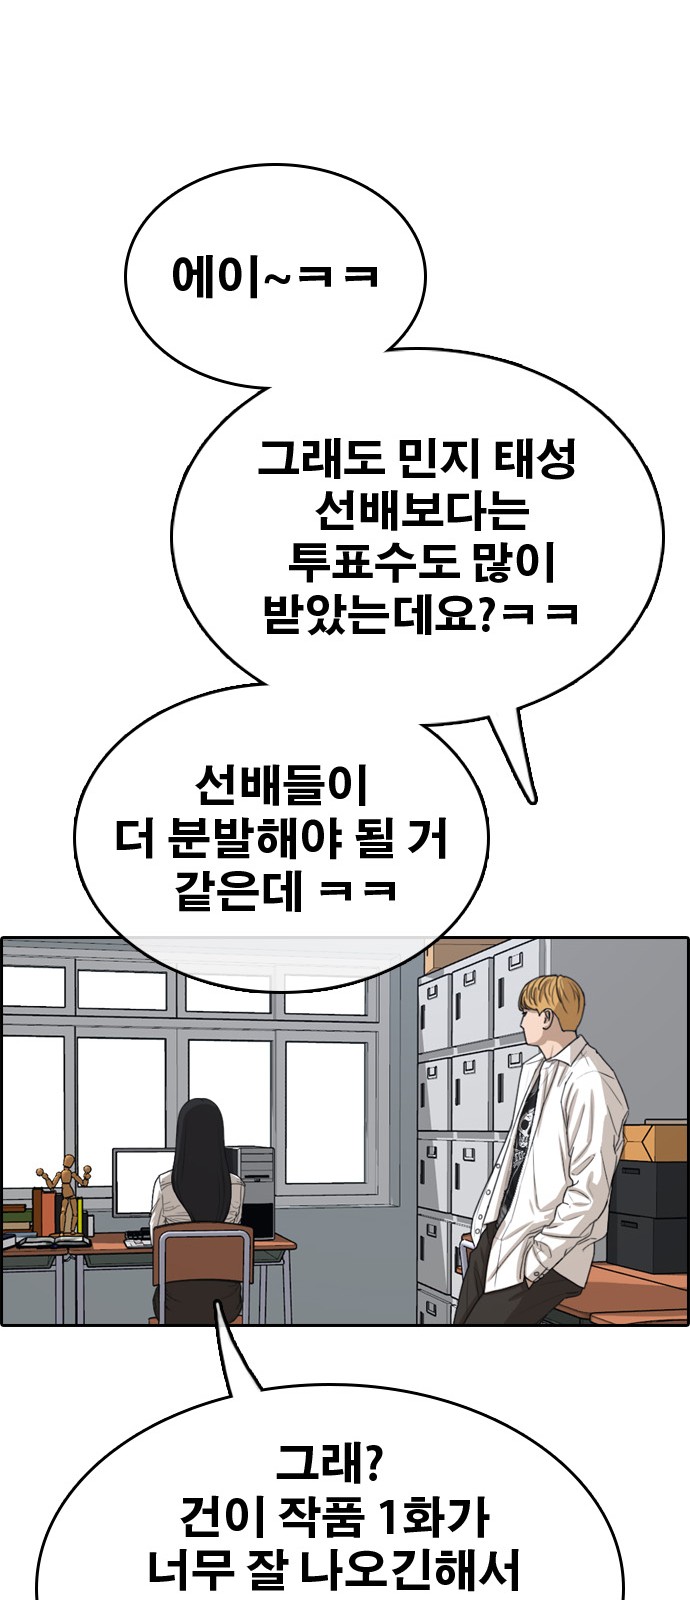 에이~ㅋㅋ
그래도 민지 태성
선배보다는
투표수도 많이
받았는데요?ㅋㅋ
선배들이
더 분발해야 될 거
같은데 ㅋㅋ
그래?
건이 작품 1화가
너무 잘 나오긴해서